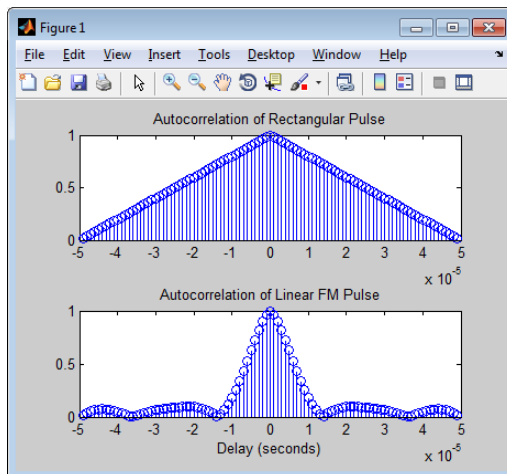 Figure 1
File Edit View Insert Tools Desktop Window Help
Autocorrelation of Rectangular Pulse
1
0.5
0
-5 -4 -3 -2 -1 0 1 2 3 4 5
x 10-5
Autocorrelation of Linear FM Pulse
1
0.5
0
-5 -4 -3 -2 -1 0 1 2 3 4 5
Delay (seconds)
x 10-5